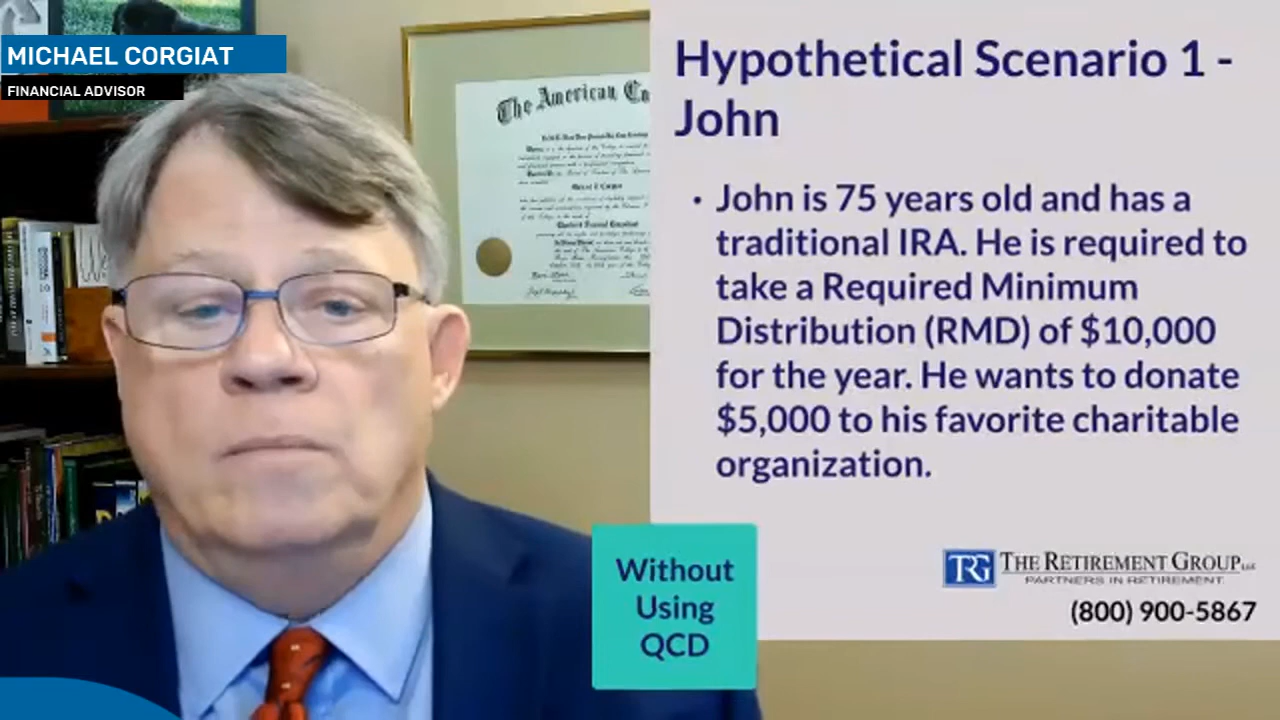 MICHAEL CORGIAT
FINANCIAL ADVISOR
The American Co
Hypothetical Scenario 1 -
John
• John is 75 years old and has a
traditional IRA. He is required to
take a Required Minimum
Distribution (RMD) of $10,000
for the year. He wants to donate
$5,000 to his favorite charitable
organization.
Without
Using
QCD
TRG THE RETIREMENT GROUP LLC
PARTNERS IN RETIREMENT
(800) 900-5867